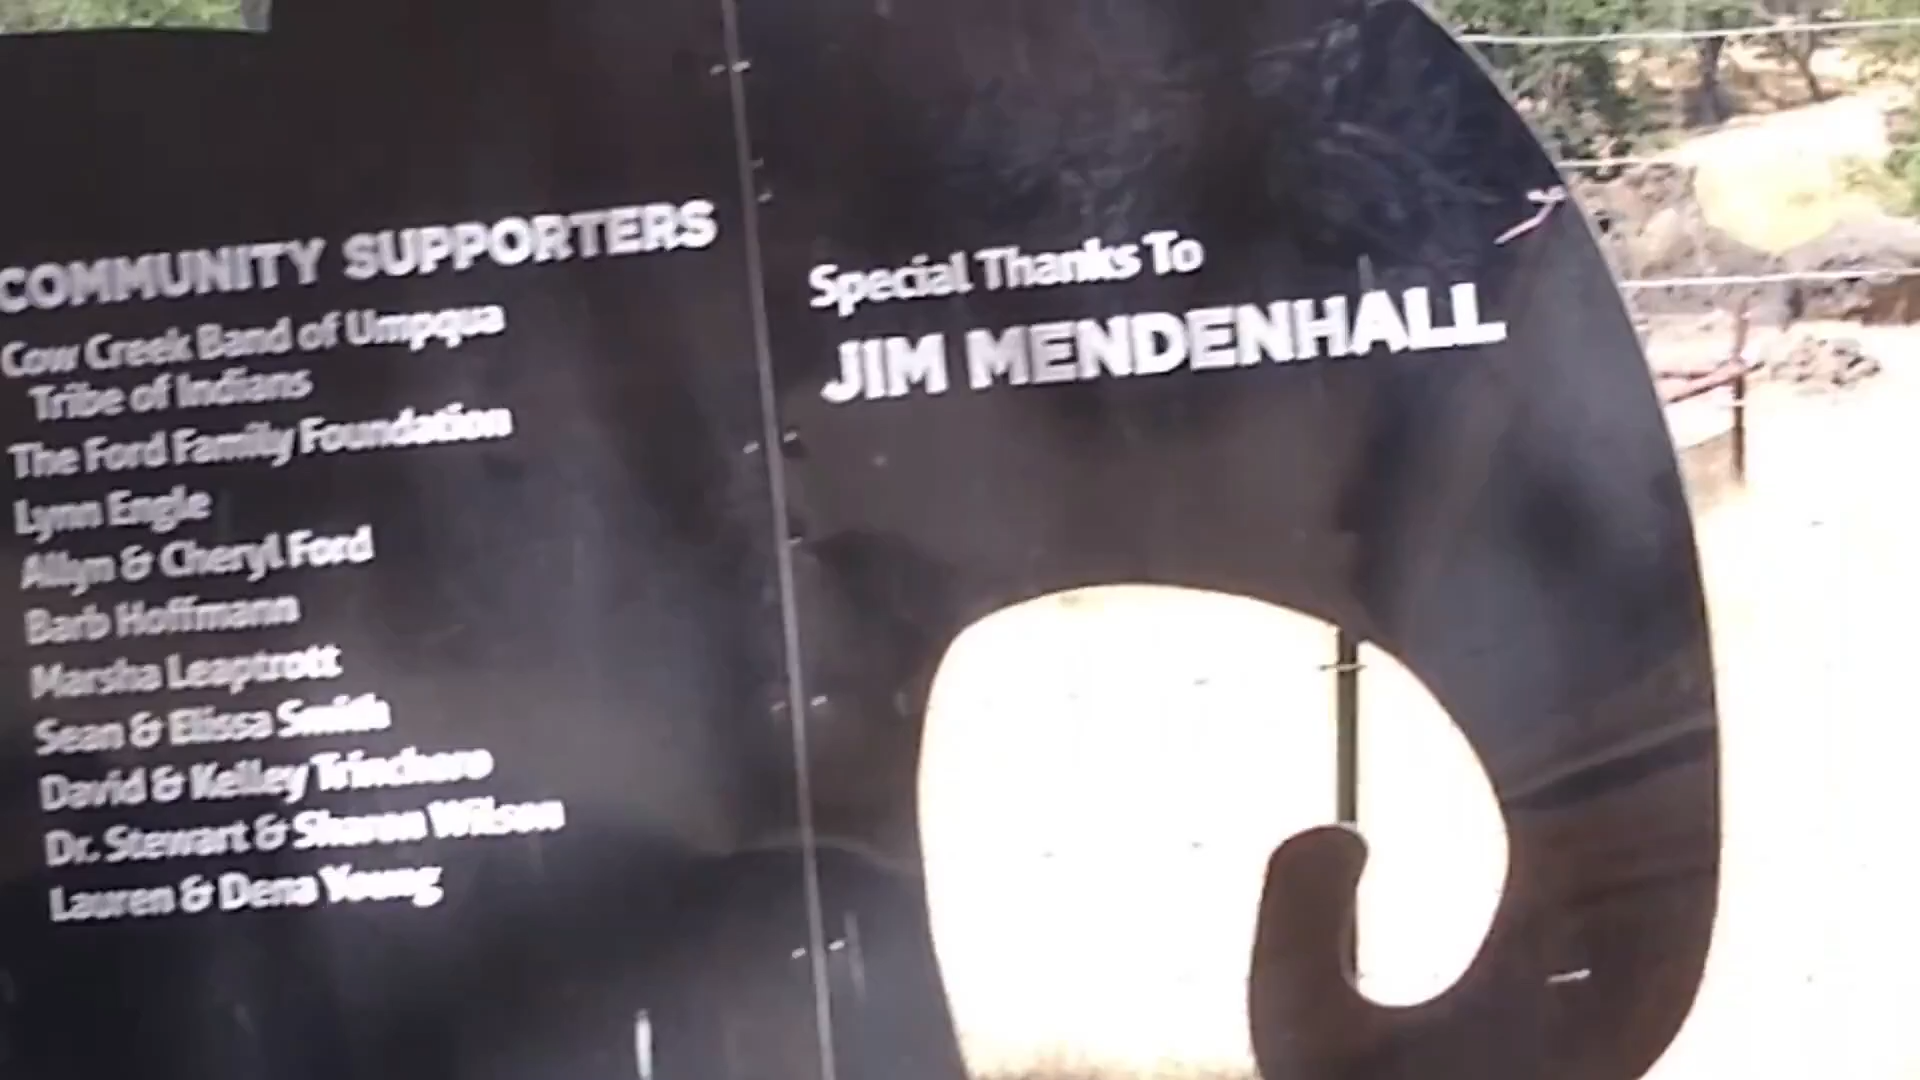 COMMUNITY SUPPORTERS
Cow Creek Band of Umpqua
Tribe of Indians
The Ford Family Foundation
Lynn Engle
Allyn & Cheryl Ford
Barb Hoffmann
Marsha Leaptrott
Sean & Elissa Smith
David & Kelley Trinchero
Dr. Stewart & Sharon Wilson
Lauren & Dena Young
Special Thanks To
JIM MENDENHALL